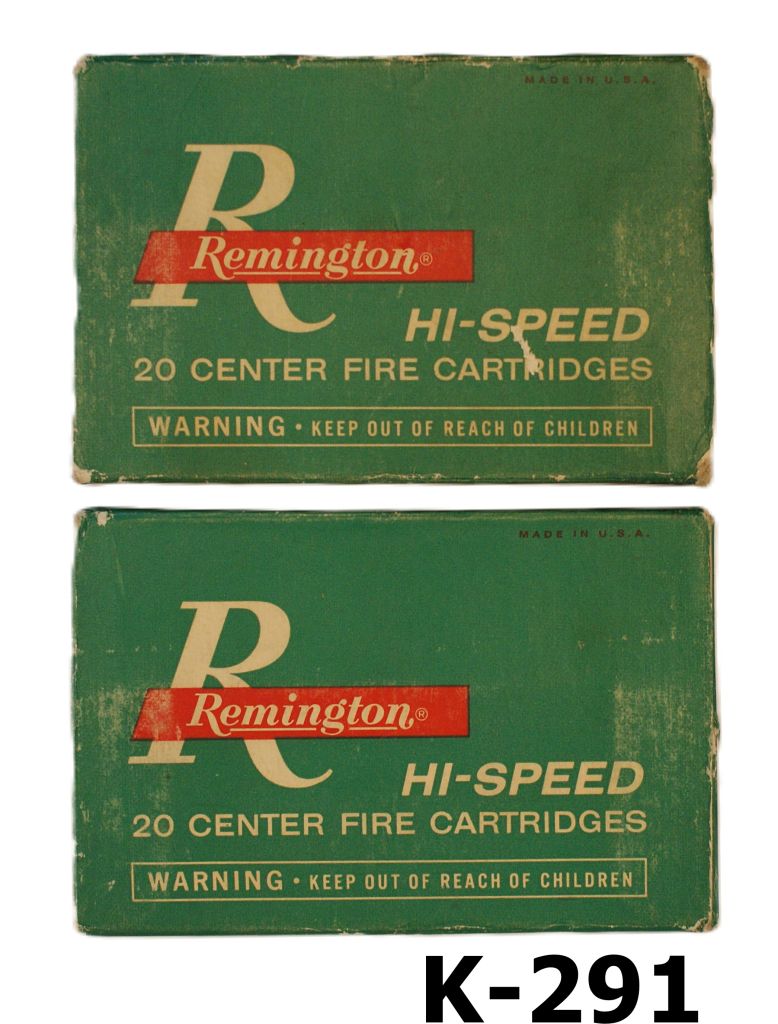 MADE IN U.S.A.
R
Remington®
HI-SPEED
20 CENTER FIRE CARTRIDGES
WARNING • KEEP OUT OF REACH OF CHILDREN
MADE IN U.S.A.
R
Remington®
HI-SPEED
20 CENTER FIRE CARTRIDGES
WARNING • KEEP OUT OF REACH OF CHILDREN
K-291